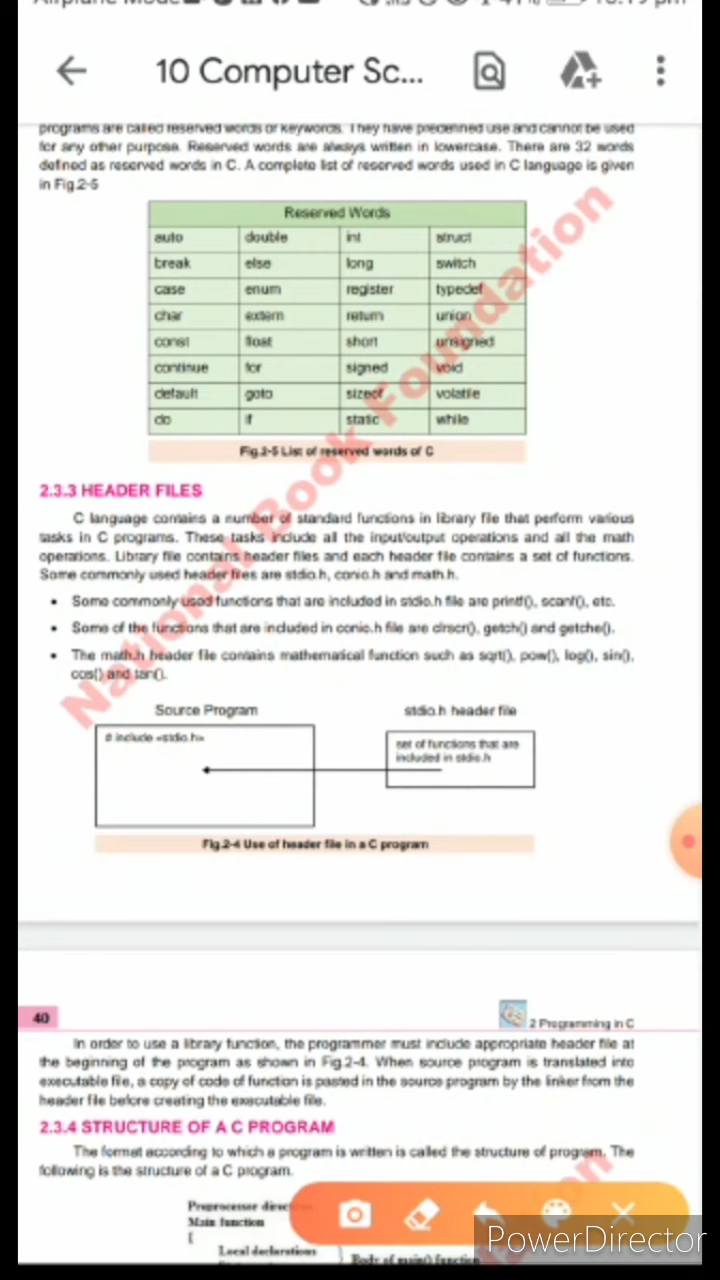 10 Computer Sc...
programs are called reserved words or keywords. They have predefined use and cannot be used
for any other purpose. Reserved words are always written in lowercase. There are 32 words
defined as reserved words in C. A complete list of reserved words used in C language is given
in Fig.2-5
Reserved Words
auto double int struct
break else long switch
case enum register typedef
char extern return union
const float short unsigned
continue for signed void
default goto sizeof volatile
do if static while
Fig.2-5 List of reserved words of C
2.3.3 HEADER FILES
C language contains a number of standard functions in library file that perform various
tasks in C programs. These tasks include all the input/output operations and all the math
operations. Library file contains header files and each header file contains a set of functions.
Some commonly used header files are stdio.h, conio.h and math.h.
• Some commonly used functions that are included in stdio.h file are printf(), scanf(), etc.
• Some of the functions that are included in conio.h file are clrscr(), getch() and getche().
• The math.h header file contains mathematical function such as sqrt(), pow(), log(), sin(),
cos() and tan().
Source Program stdio.h header file
# include <stdio.h>
set of functions that are
included in stdio.h
Fig.2-4 Use of header file in a C program
National Book Foundation
40 2 Programming in C
In order to use a library function, the programmer must include appropriate header file at
the beginning of the program as shown in Fig.2-4. When source program is translated into
executable file, a copy of code of function is pasted in the source program by the linker from the
header file before creating the executable file.
2.3.4 STRUCTURE OF A C PROGRAM
The format according to which a program is written is called the structure of program. The
following is the structure of a C program.
Preprocessor
Main function
{
Local declarations
Body of main() function
PowerDirector